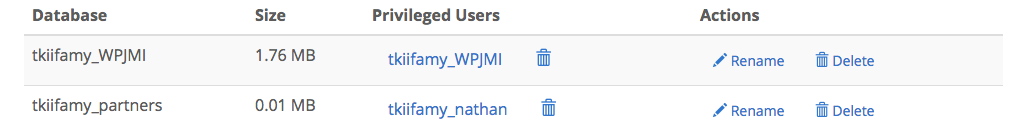 Database Size Privileged Users Actions
tkiifamy_WPJMI 1.76 MB tkiifamy_WPJMI Rename Delete
tkiifamy_partners 0.01 MB tkiifamy_nathan Rename Delete